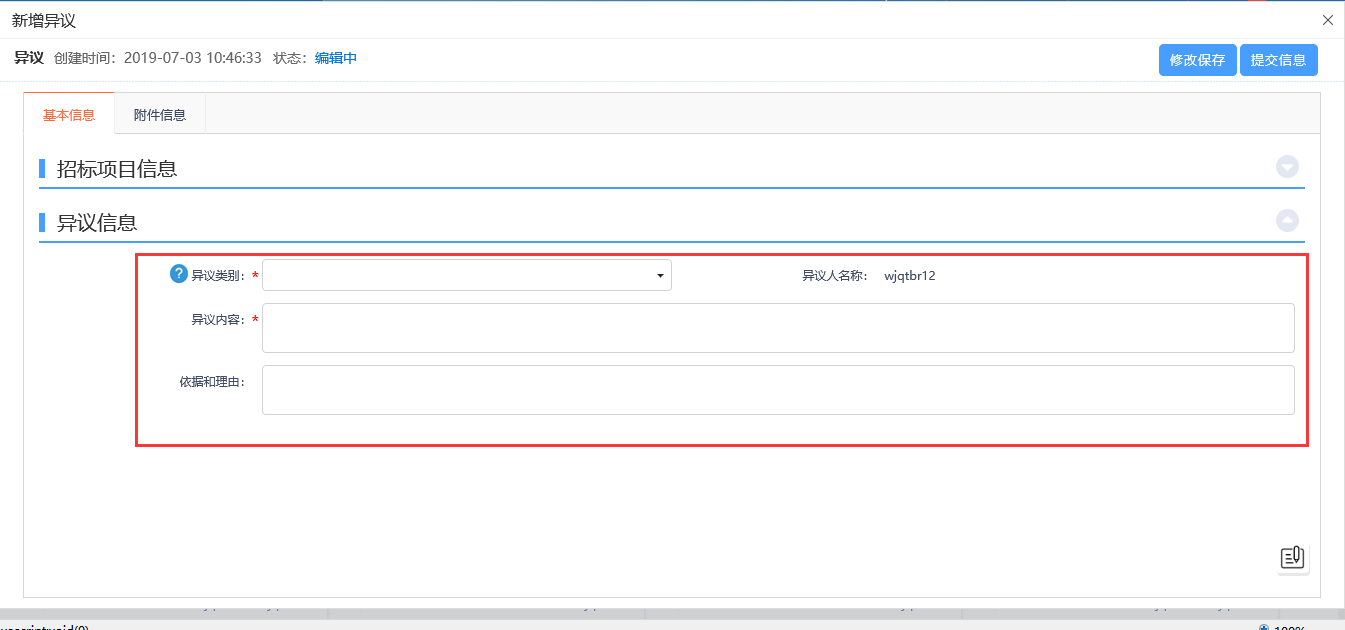 新增异议
异议 创建时间：2019-07-03 10:46:33 状态：编辑中 修改保存 提交信息
基本信息 附件信息
招标项目信息
异议信息
? 异议类别：* 异议人名称： wjqtbr12
异议内容：*
依据和理由：
100%